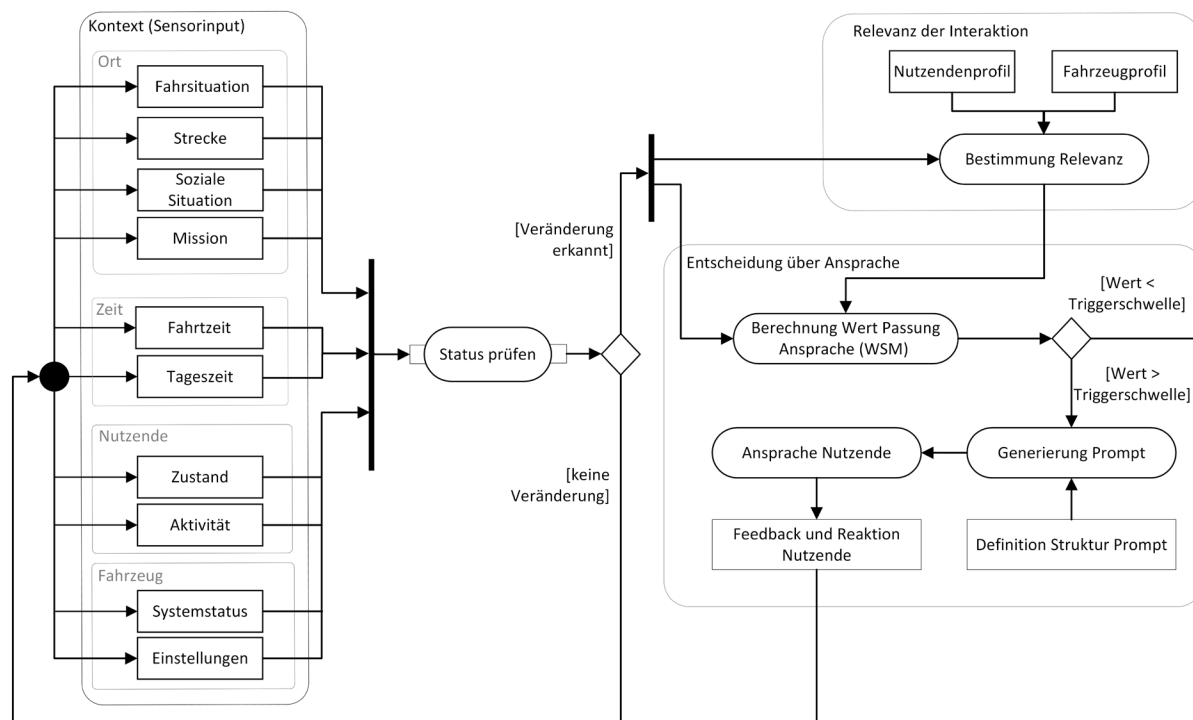 Kontext (Sensorinput)
Ort
Fahrsituation
Strecke
Soziale
Situation
Mission
Zeit
Fahrtzeit
Tageszeit
Nutzende
Zustand
Aktivität
Fahrzeug
Systemstatus
Einstellungen
Status prüfen
[Veränderung
erkannt]
[keine
Veränderung]
Relevanz der Interaktion
Nutzendenprofil
Fahrzeugprofil
Bestimmung Relevanz
Entscheidung über Ansprache
Berechnung Wert Passung
Ansprache (WSM)
[Wert <
Triggerschwelle]
[Wert >
Triggerschwelle]
Ansprache Nutzende
Generierung Prompt
Feedback und Reaktion
Nutzende
Definition Struktur Prompt